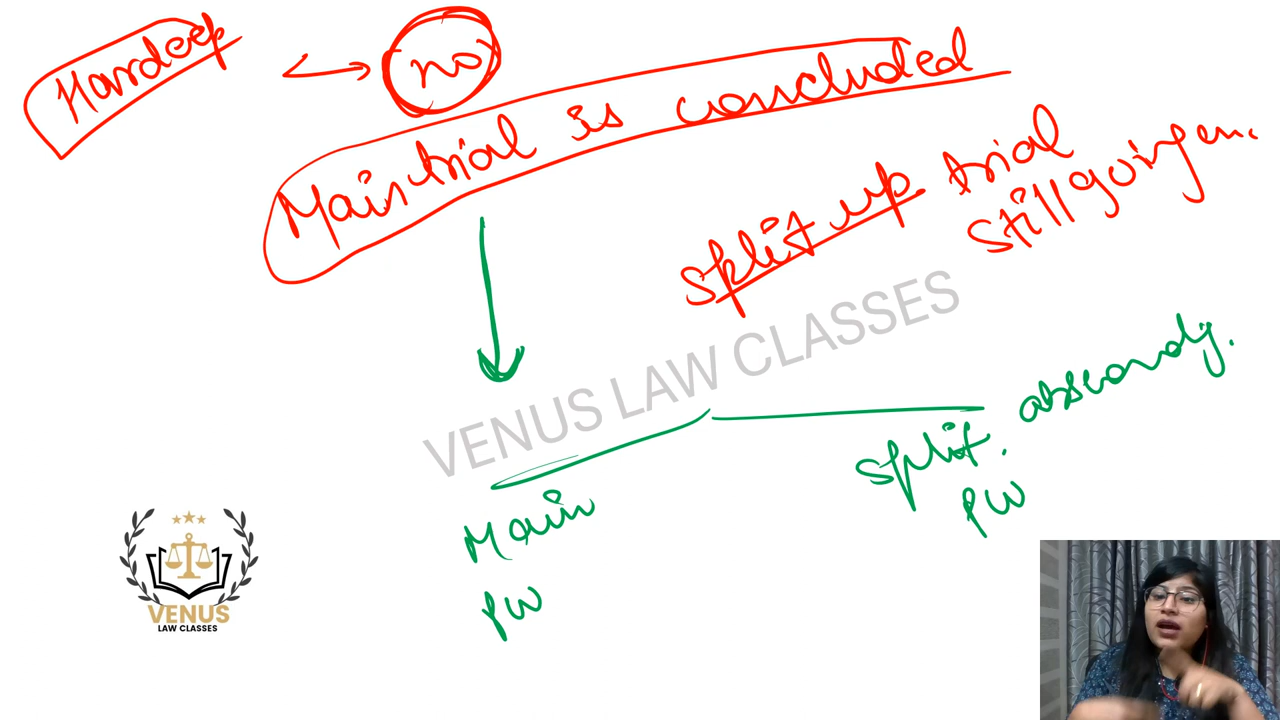 Hardeep
no
Main trial is concluded
Split up trial
Still going on.
VENUS LAW CLASSES
Split. abscondg.
PW
Main
PW
VENUS
LAW CLASSES